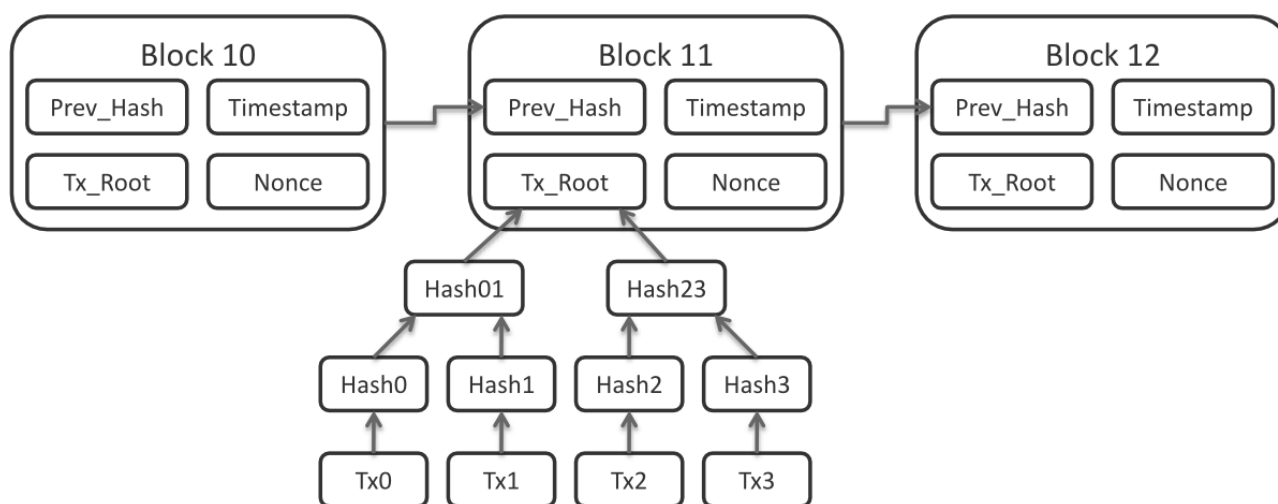 Block 10
Block 11
Block 12
Prev_Hash
Timestamp
Prev_Hash
Timestamp
Prev_Hash
Timestamp
Tx_Root
Nonce
Tx_Root
Nonce
Tx_Root
Nonce
Hash01
Hash23
Hash0
Hash1
Hash2
Hash3
Tx0
Tx1
Tx2
Tx3